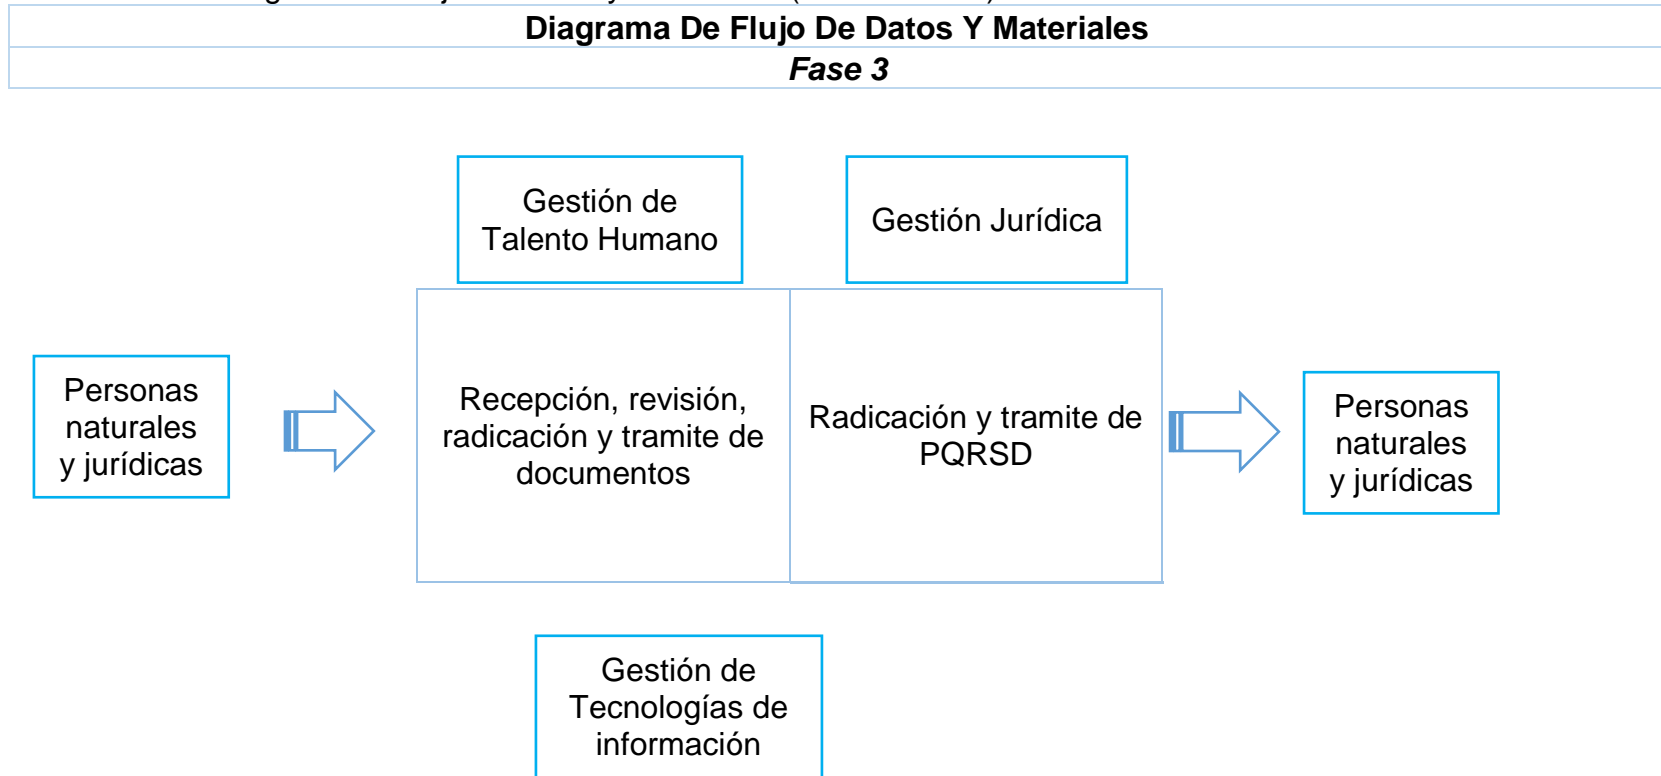 Diagrama De Flujo De Datos Y Materiales
Fase 3
Gestión de
Talento Humano
Gestión Jurídica
Personas
naturales
y jurídicas
Recepción, revisión,
radicación y tramite de
documentos
Radicación y tramite de
PQRSD
Personas
naturales
y jurídicas
Gestión de
Tecnologías de
información